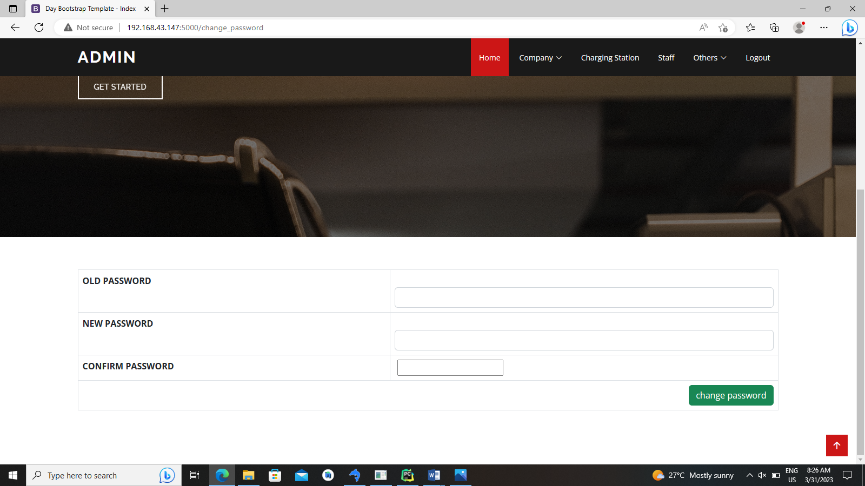 Day Bootstrap Template - Index
Not secure
192.168.43.147:5000/change_password
ADMIN
Home Company Charging Station Staff Others Logout
GET STARTED
OLD PASSWORD
NEW PASSWORD
CONFIRM PASSWORD
change password
Type here to search
27°C Mostly sunny
ENG
US
8:26 AM
3/31/2023